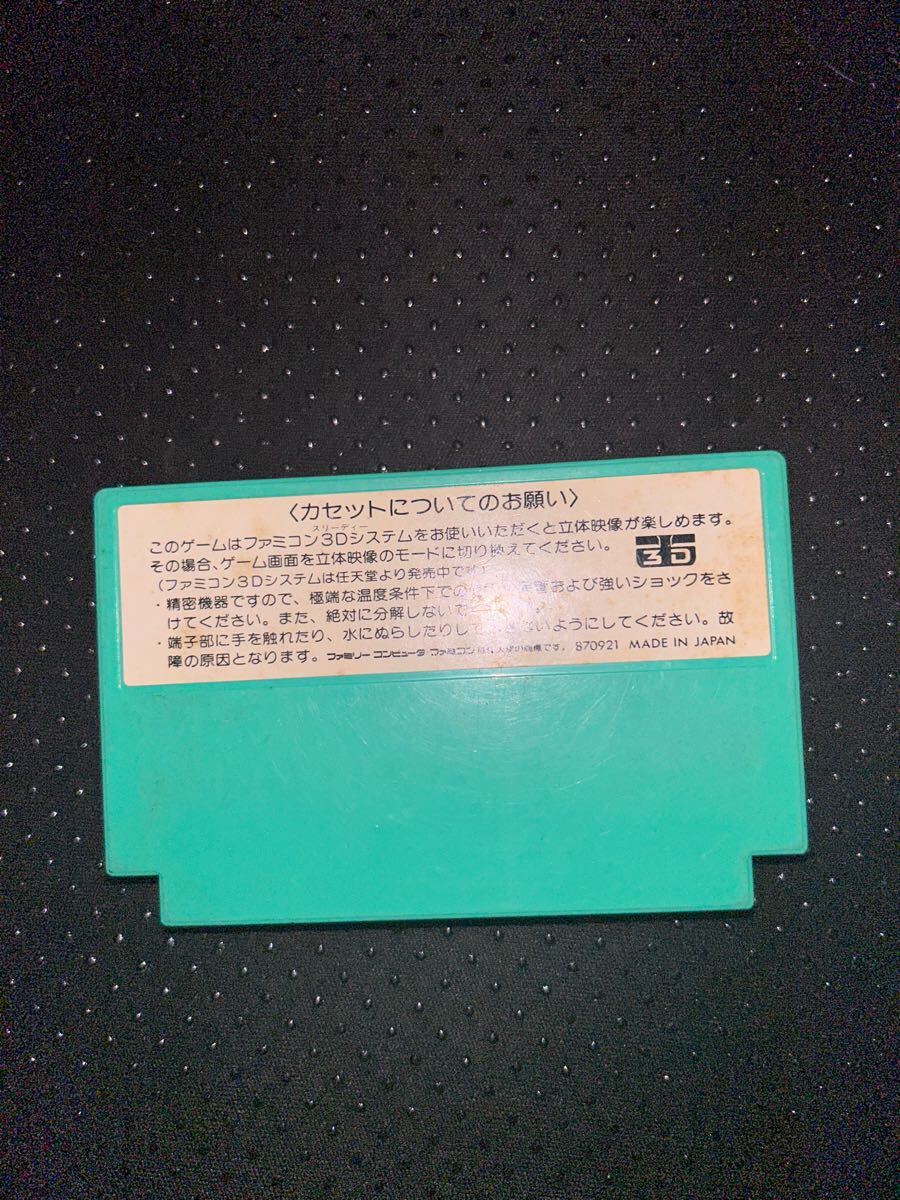 〈カセットについてのお願い〉
スリーディー
このゲームはファミコン3Dシステムをお使いいただくと立体映像が楽しめます。
その場合、ゲーム画面を立体映像のモードに切り換えてください。
3D
(ファミコン3Dシステムは任天堂より発売中です)
・精密機器ですので、極端な温度条件下での および強いショックをさ
けてください。また、絶対に分解しないで
・端子部に手を触れたり、水にぬらしたりし ないようにしてください。故
障の原因となります。ファミリーコンピュータ・ファミコン の商標です。 870921 MADE IN JAPAN